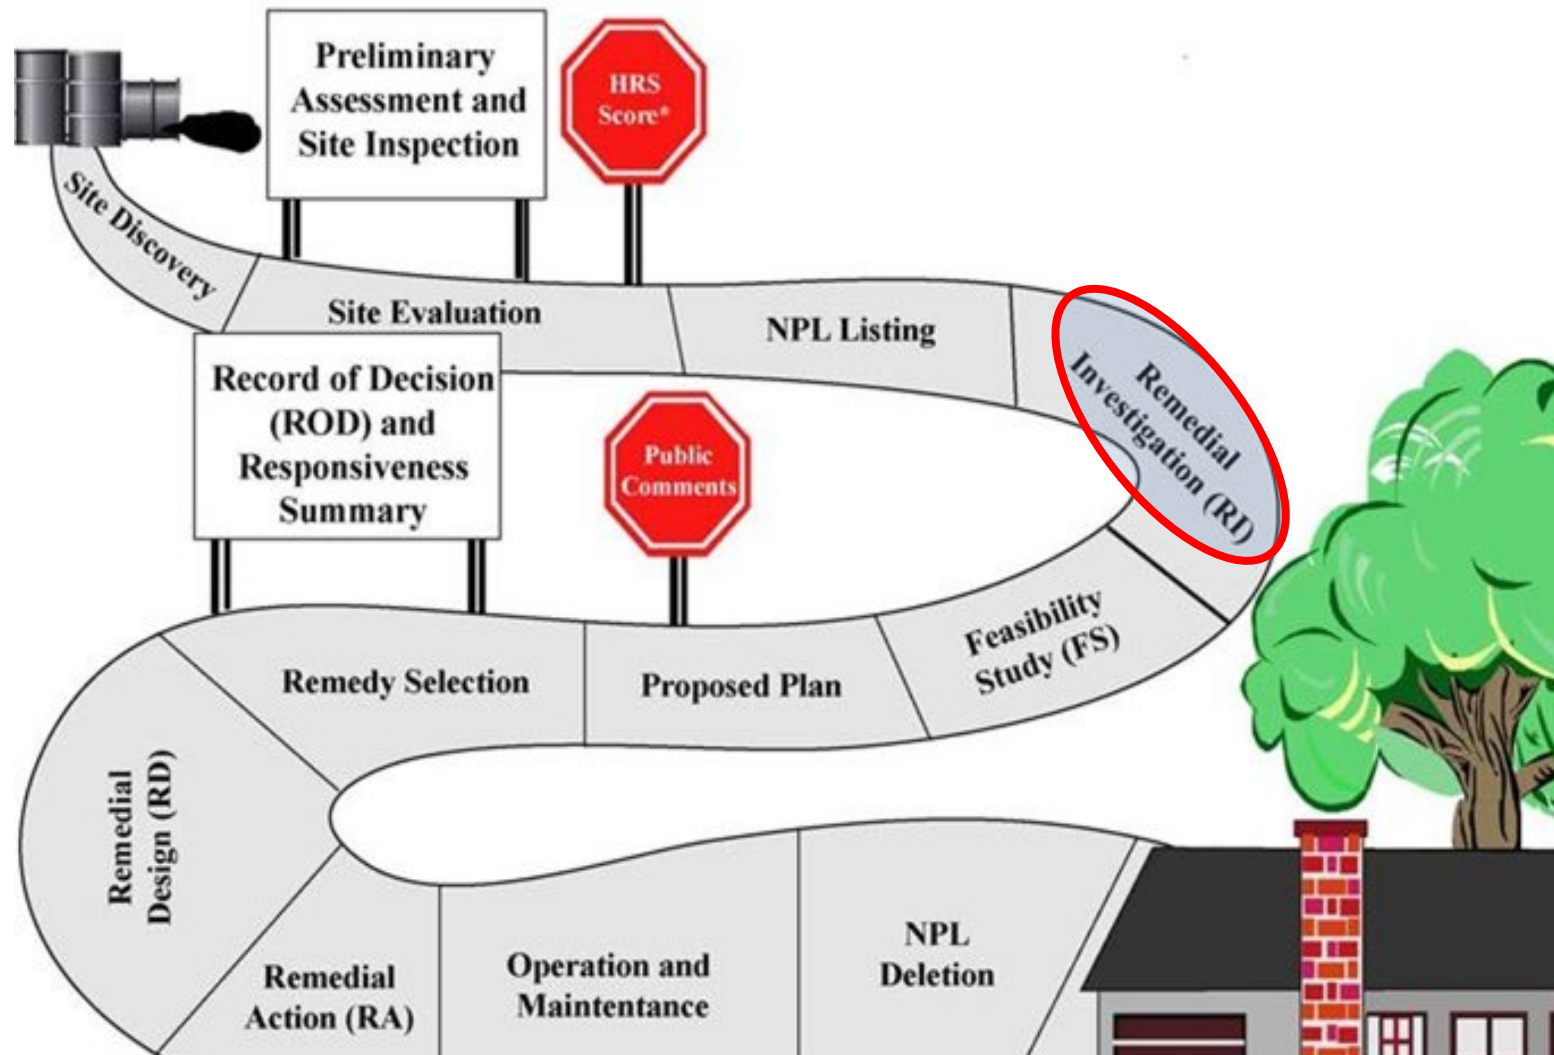 Preliminary
Assessment and
Site Inspection
HRS
Score*
Site Discovery
Site Evaluation
NPL Listing
Remedial
Investigation (RI)
Record of Decision
(ROD) and
Responsiveness
Summary
Public
Comments
Feasibility
Study (FS)
Proposed Plan
Remedy Selection
Remedial
Design (RD)
Remedial
Action (RA)
Operation and
Maintentance
NPL
Deletion